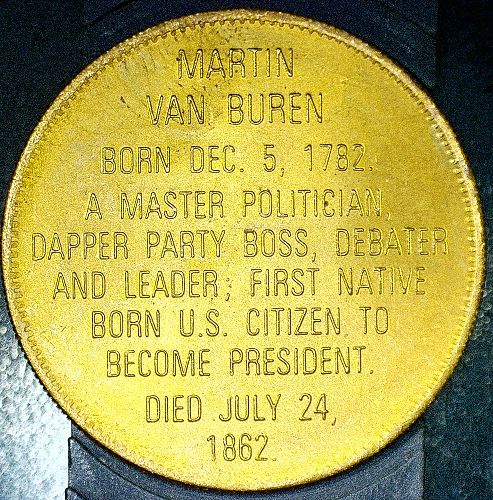 MARTIN
VAN BUREN
BORN DEC. 5, 1782.
A MASTER POLITICIAN,
DAPPER PARTY BOSS, DEBATER
AND LEADER; FIRST NATIVE
BORN U.S. CITIZEN TO
BECOME PRESIDENT.
DIED JULY 24,
1862.